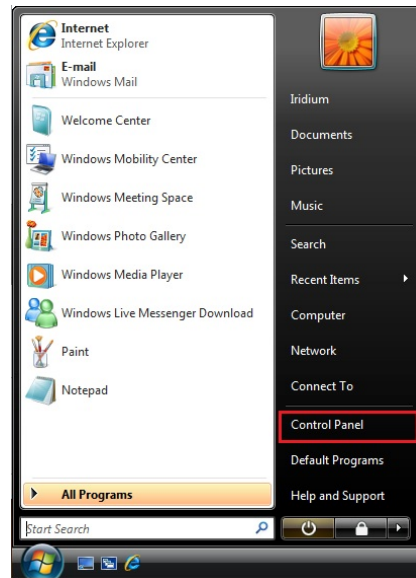 Internet
Internet Explorer
E-mail
Windows Mail
Welcome Center
Windows Mobility Center
Windows Meeting Space
Windows Photo Gallery
Windows Media Player
Windows Live Messenger Download
Paint
Notepad
All Programs
Start Search
Iridium
Documents
Pictures
Music
Search
Recent Items
Computer
Network
Connect To
Control Panel
Default Programs
Help and Support